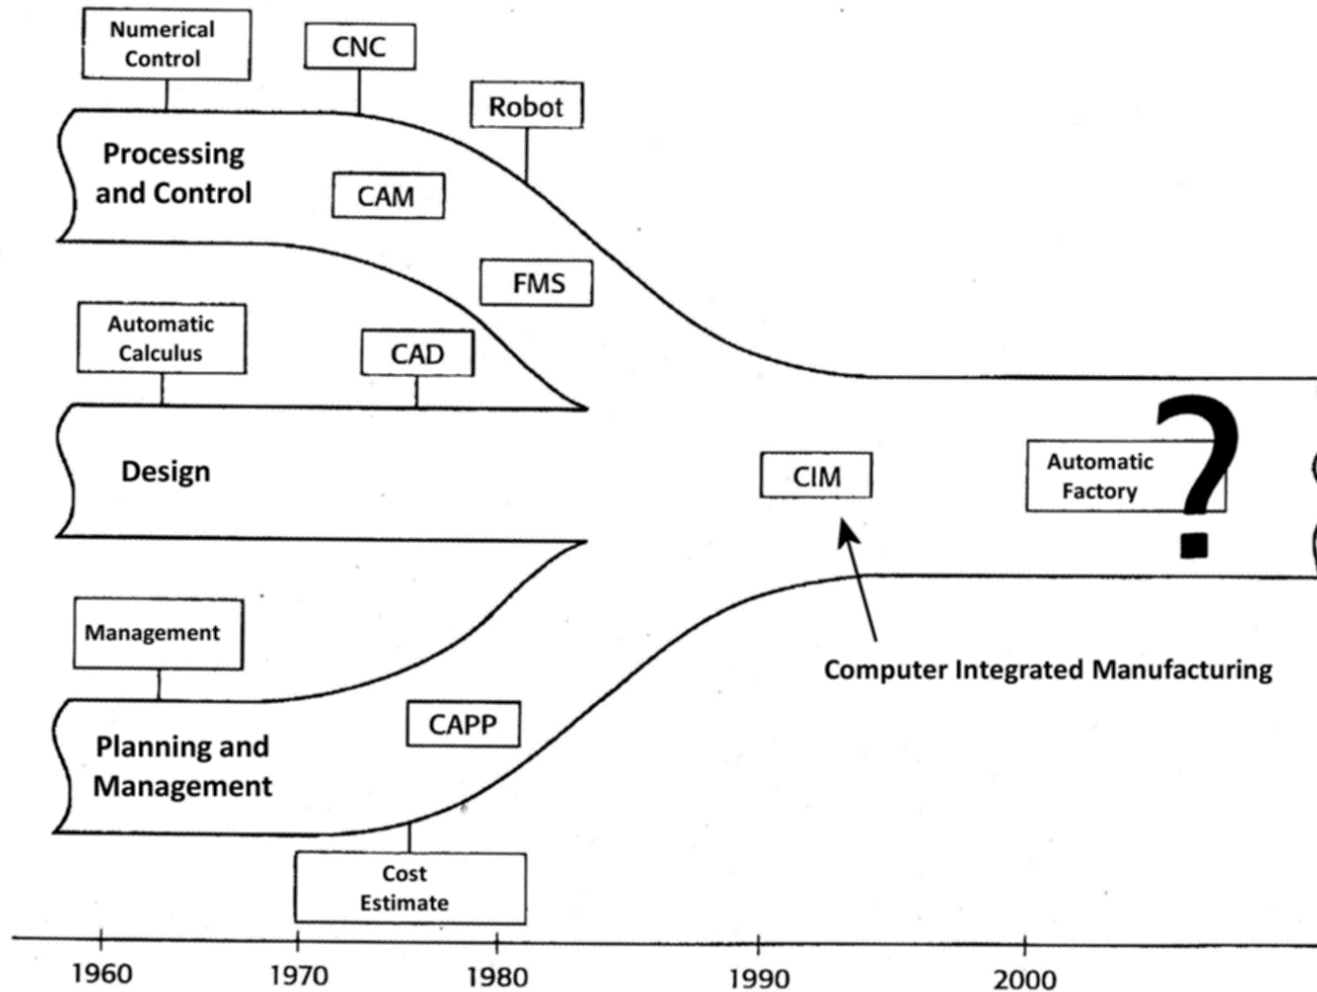 Numerical
Control
CNC
Robot
Processing
and Control
CAM
FMS
Automatic
Calculus
CAD
Design
CIM
Automatic
Factory
?
Computer Integrated Manufacturing
Management
CAPP
Planning and
Management
Cost
Estimate
1960 1970 1980 1990 2000